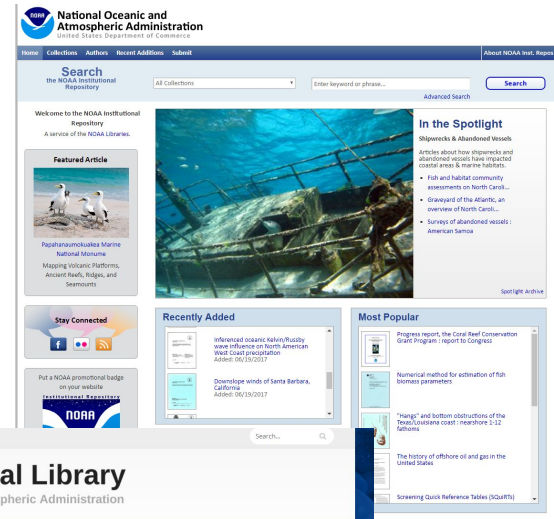 NOAA
National Oceanic and
Atmospheric Administration
United States Department of Commerce
Home Collections Authors Recent Additions Submit
About NOAA Inst. Repos
Search
the NOAA Institutional
Repository
All Collections
Enter keyword or phrase...
Search
Advanced Search
Welcome to the NOAA Institutional
Repository
A service of the NOAA Libraries.
Featured Article
Papahanaumokuakea Marine
National Monume
Mapping Volcanic Platforms,
Ancient Reefs, Ridges, and
Seamounts
Stay Connected
Put a NOAA promotional badge
on your website
Institutional Repository
NOAA
In the Spotlight
Shipwrecks & Abandoned Vessels
Articles about how shipwrecks and
abandoned vessels have impacted
coastal areas & marine habitats.
Fish and habitat community
assessments on North Caroli...
Graveyard of the Atlantic, an
overview of North Caroli...
Surveys of abandoned vessels :
American Samoa
Spotlight Archive
Recently Added
Inferenced oceanic Kelvin/Russby
wave influence on North American
West Coast precipitation
Added: 06/19/2017
Downslope winds of Santa Barbara,
California
Added: 06/19/2017
Most Popular
Progress report, the Coral Reef Conservation
Grant Program : report to Congress
Numerical method for estimation of fish
biomass parameters
"Hangs" and bottom obstructions of the
Texas/Louisiana coast : nearshore 1-12
fathoms
The history of offshore oil and gas in the
United States
Screening Quick Reference Tables (SQuiRTs)
Search...
al Library
pheric Administration